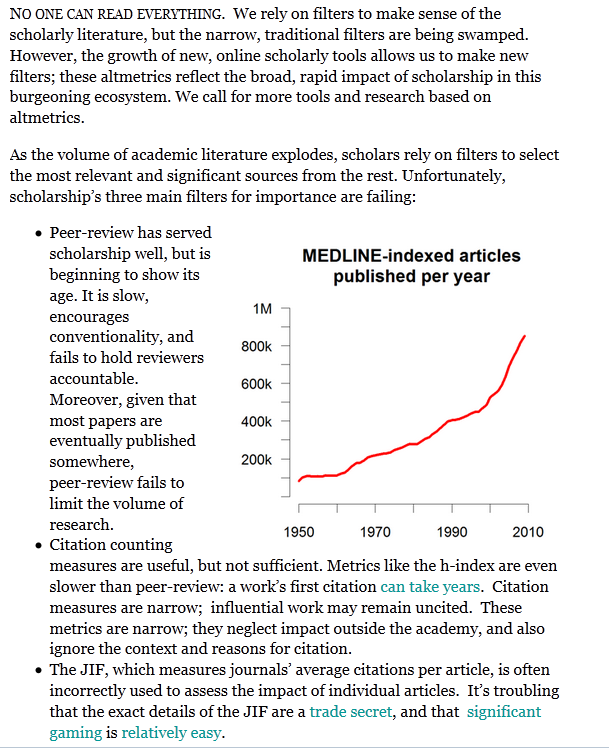 NO ONE CAN READ EVERYTHING.  We rely on filters to make sense of the
scholarly literature, but the narrow, traditional filters are being swamped.
However, the growth of new, online scholarly tools allows us to make new
filters; these altmetrics reflect the broad, rapid impact of scholarship in this
burgeoning ecosystem. We call for more tools and research based on
altmetrics.
As the volume of academic literature explodes, scholars rely on filters to select
the most relevant and significant sources from the rest. Unfortunately,
scholarship’s three main filters for importance are failing:
• Peer-review has served
scholarship well, but is
beginning to show its
age. It is slow,
encourages
conventionality, and
fails to hold reviewers
accountable.
Moreover, given that
most papers are
eventually published
somewhere,
peer-review fails to
limit the volume of
research.
MEDLINE-indexed articles
published per year
1M
800k
600k
400k
200k
1950 1970 1990 2010
• Citation counting
measures are useful, but not sufficient. Metrics like the h-index are even
slower than peer-review: a work’s first citation can take years.  Citation
measures are narrow;  influential work may remain uncited.  These
metrics are narrow; they neglect impact outside the academy, and also
ignore the context and reasons for citation.
• The JIF, which measures journals’ average citations per article, is often
incorrectly used to assess the impact of individual articles.  It’s troubling
that the exact details of the JIF are a trade secret, and that  significant
gaming is relatively easy.